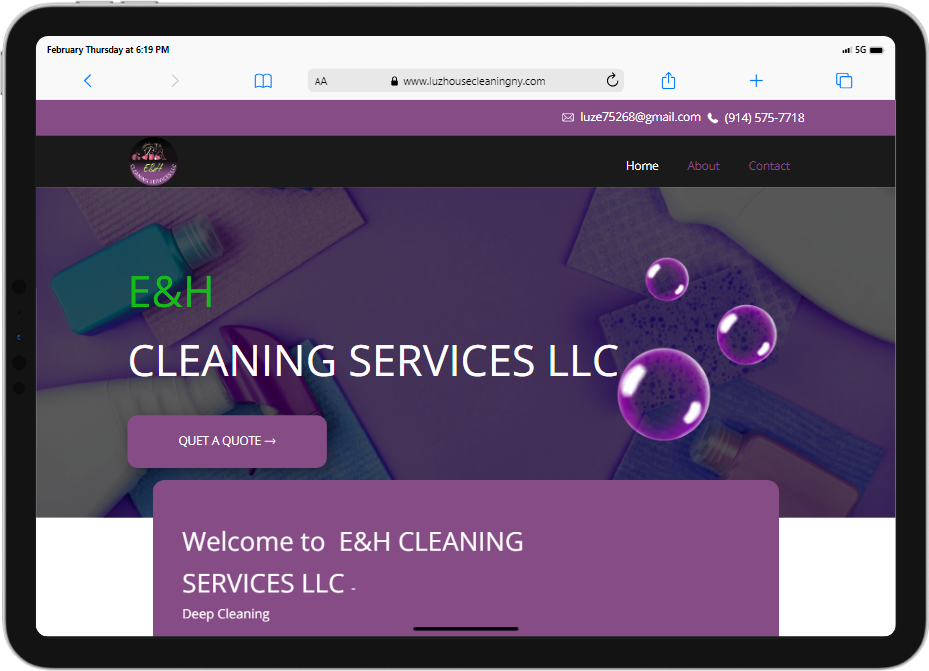 February Thursday at 6:19 PM
5G
AA
www.luzhousecleaningny.com
luze75268@gmail.com (914) 575-7718
E&H
CLEANING SERVICES LLC
Home About Contact
E&H
CLEANING SERVICES LLC
QUET A QUOTE →
Welcome to E&H CLEANING
SERVICES LLC -
Deep Cleaning